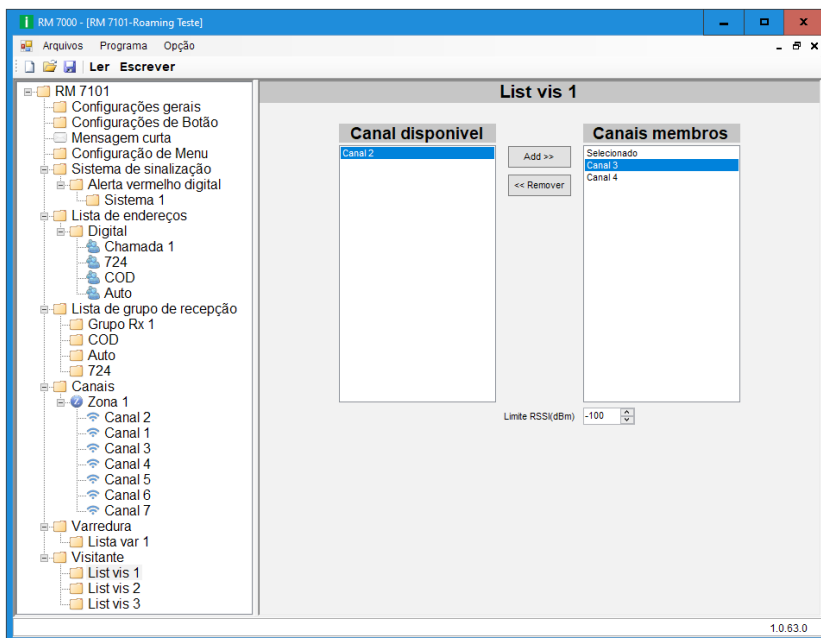 RM 7000 - [RM 7101-Roaming Teste]
Arquivos Programa Opção
Ler Escrever
RM 7101
Configurações gerais
Configurações de Botão
Mensagem curta
Configuração de Menu
Sistema de sinalização
Alerta vermelho digital
Sistema 1
Lista de endereços
Digital
Chamada 1
724
COD
Auto
Lista de grupo de recepção
Grupo Rx 1
COD
Auto
724
Canais
Zona 1
Canal 2
Canal 1
Canal 3
Canal 4
Canal 5
Canal 6
Canal 7
Varredura
Lista var 1
Visitante
List vis 1
List vis 2
List vis 3
List vis 1
Canal disponivel
Canal 2
Add >>
<< Remover
Canais membros
Selecionado
Canal 3
Canal 4
Limite RSSI(dBm) -100
1.0.63.0